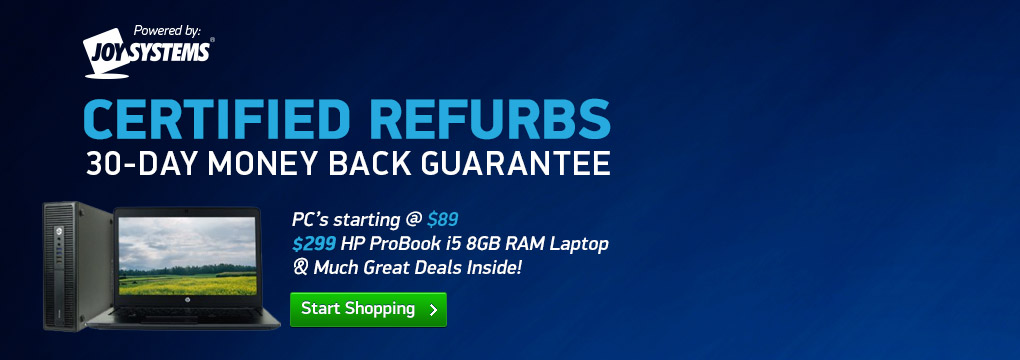 Powered by:
JOYSYSTEMS®
CERTIFIED REFURBS
30-DAY MONEY BACK GUARANTEE
PC's starting @ $89
$299 HP ProBook i5 8GB RAM Laptop
& Much Great Deals Inside!
Start Shopping >